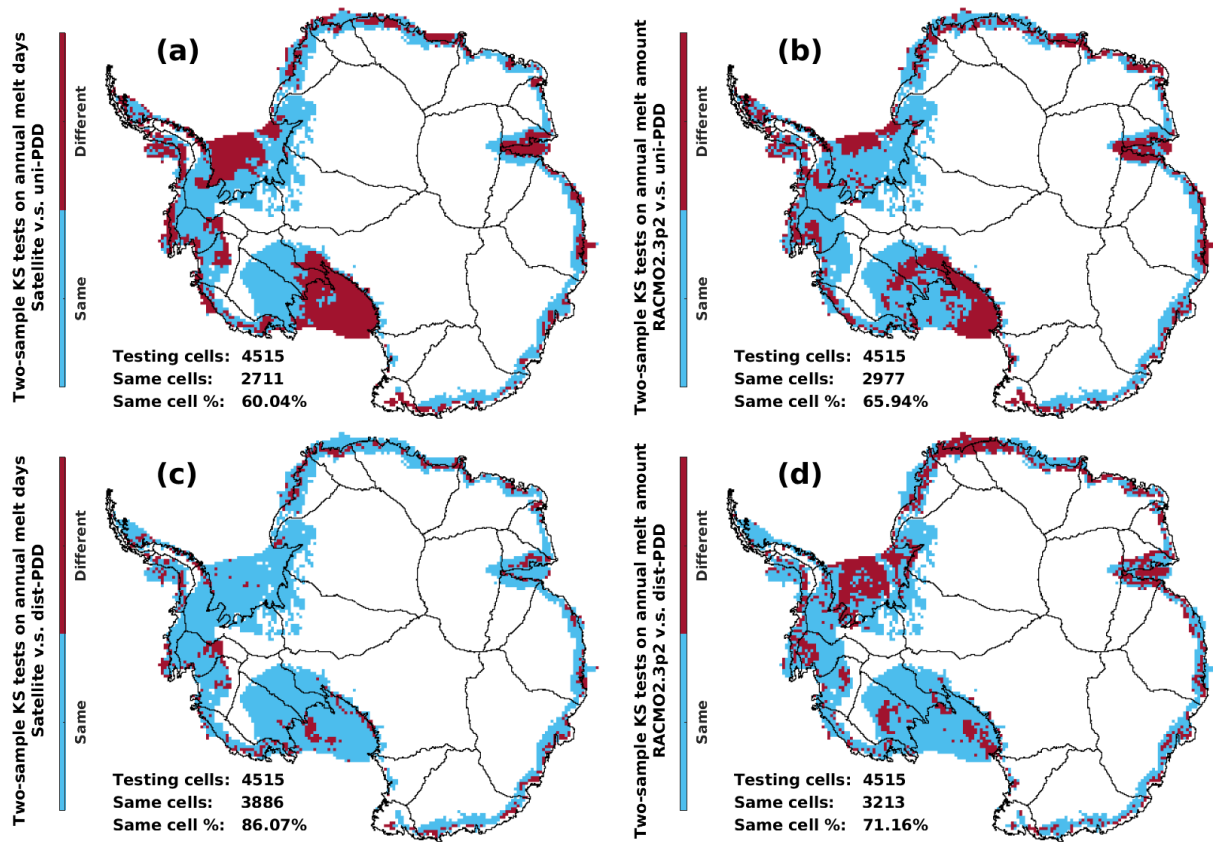 Two-sample KS tests on annual melt days
Satellite v.s. uni-PDD
Different
Same
(a)
Testing cells: 4515
Same cells: 2711
Same cell %: 60.04%
Two-sample KS tests on annual melt amount
RACMO2.3p2 v.s. uni-PDD
Different
Same
(b)
Testing cells: 4515
Same cells: 2977
Same cell %: 65.94%
Two-sample KS tests on annual melt days
Satellite v.s. dist-PDD
Different
Same
(c)
Testing cells: 4515
Same cells: 3886
Same cell %: 86.07%
Two-sample KS tests on annual melt amount
RACMO2.3p2 v.s. dist-PDD
Different
Same
(d)
Testing cells: 4515
Same cells: 3213
Same cell %: 71.16%